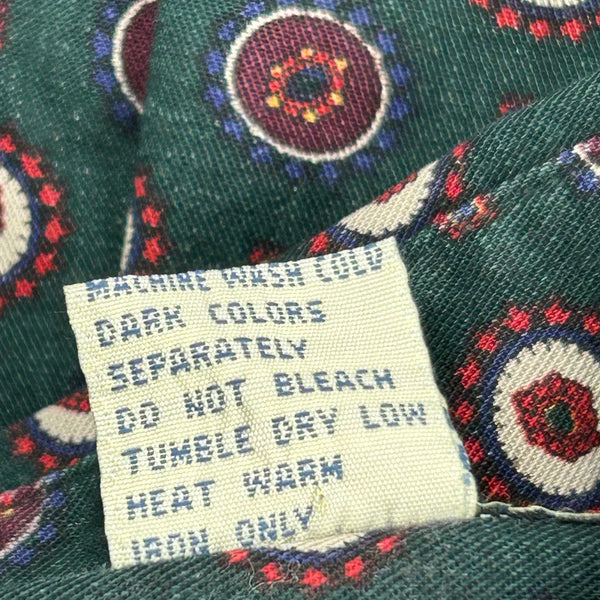 MACHINE WASH COLD
DARK COLORS
SEPARATELY
DO NOT BLEACH
TUMBLE DRY LOW
HEAT WARM
IRON ONLY